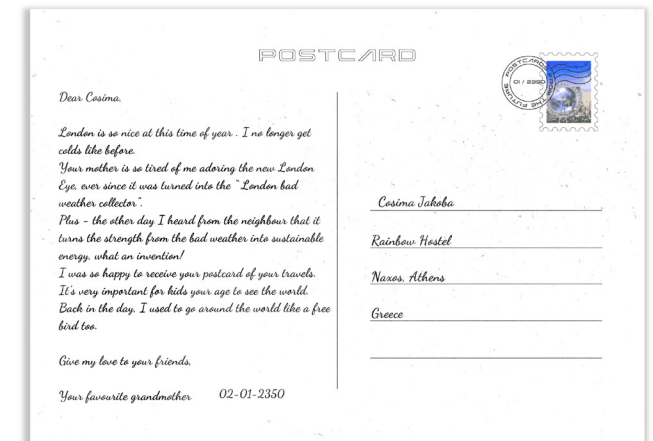 POSTCARD
POSTCARDS FROM THE FUTURE
01 / 2350
Dear Cosima,
London is so nice at this time of year . I no longer get
colds like before.
Your mother is so tired of me adoring the new London
Eye, ever since it was turned into the "London bad
weather collector".
Plus - the other day I heard from the neighbour that it
turns the strength from the bad weather into sustainable
energy, what an invention!
I was so happy to receive your postcard of your travels.
It's very important for kids your age to see the world.
Back in the day, I used to go around the world like a free
bird too.
Give my love to your friends,
Your favourite grandmother 02-01-2350
Cosima Jakoba
Rainbow Hostel
Naxos, Athens
Greece